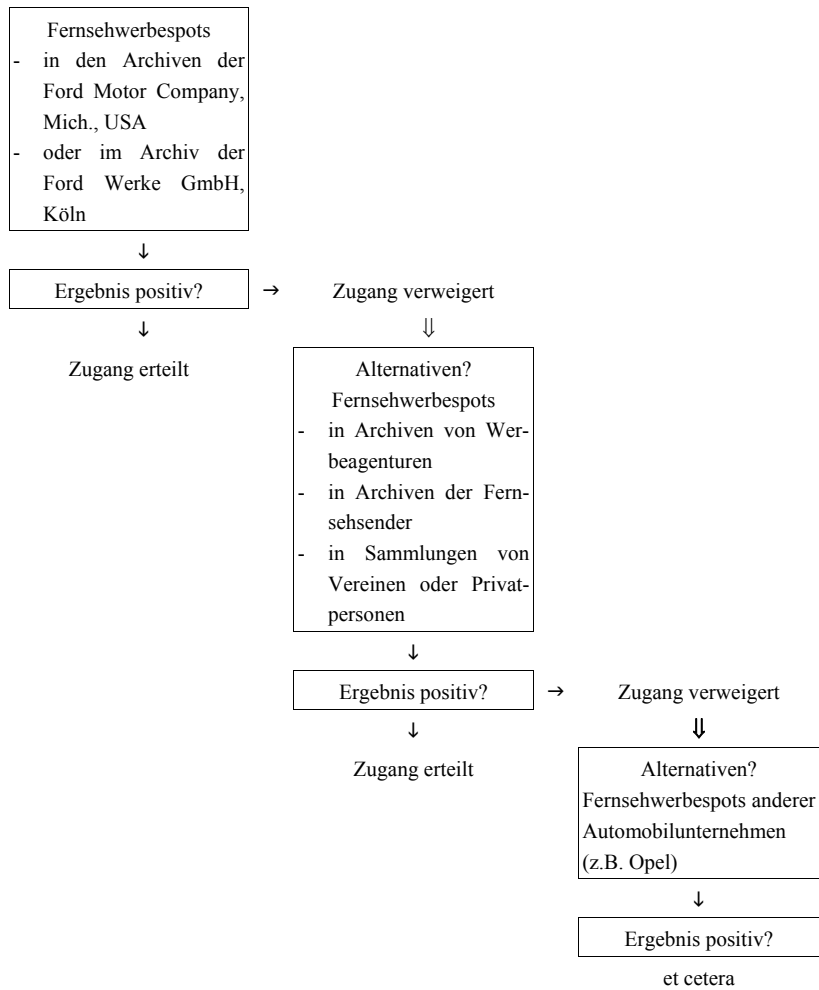 Fernsehwerbespots
- in den Archiven der
Ford Motor Company,
Mich., USA
- oder im Archiv der
Ford Werke GmbH,
Köln
↓
Ergebnis positiv? → Zugang verweigert
↓ ⇓
Zugang erteilt
Alternativen?
Fernsehwerbespots
- in Archiven von Wer-
beagenturen
- in Archiven der Fern-
sehsender
- in Sammlungen von
Vereinen oder Privat-
personen
↓
Ergebnis positiv? → Zugang verweigert
↓ ⇓
Zugang erteilt
Alternativen?
Fernsehwerbespots anderer
Automobilunternehmen
(z.B. Opel)
↓
Ergebnis positiv?
et cetera